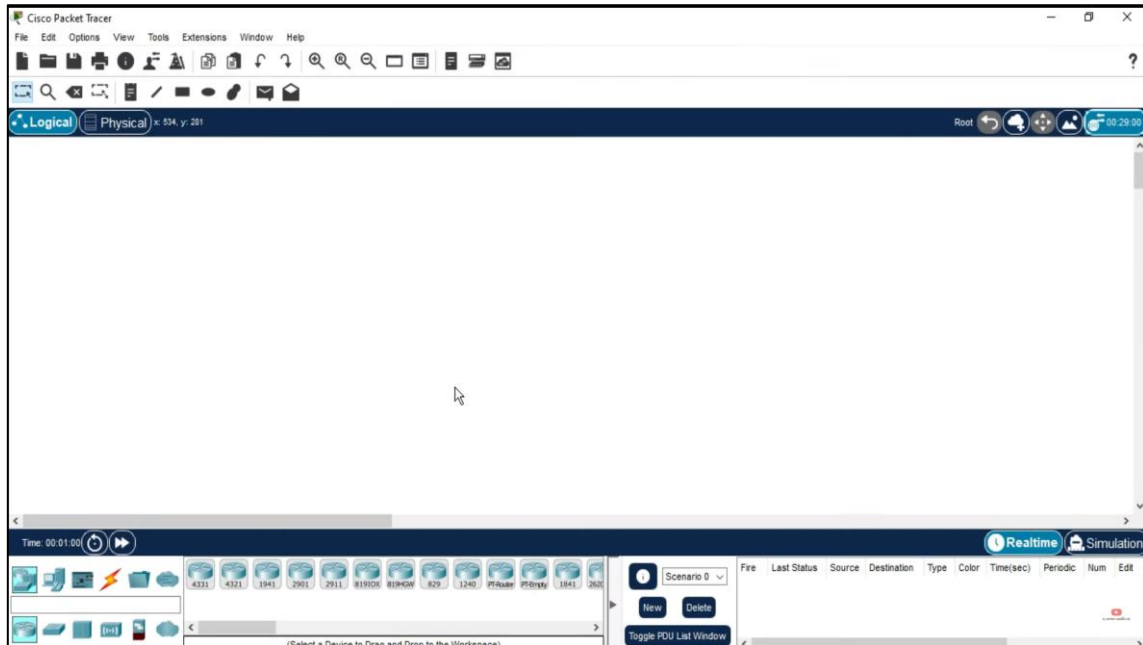 Cisco Packet Tracer
File Edit Options View Tools Extensions Window Help
?
Logical Physical x: 534, y: 281 Root 00:29:00
Time: 00:01:00 Realtime Simulation
4331 4321 1941 2901 2911 819IOX 819HGW 829 1240 PT-Router PT-Empty 1841 2620
Scenario 0 Fire Last Status Source Destination Type Color Time(sec) Periodic Num Edit
New Delete
Toggle PDU List Window
(Select a Device to Drag and Drop to the Workspace)